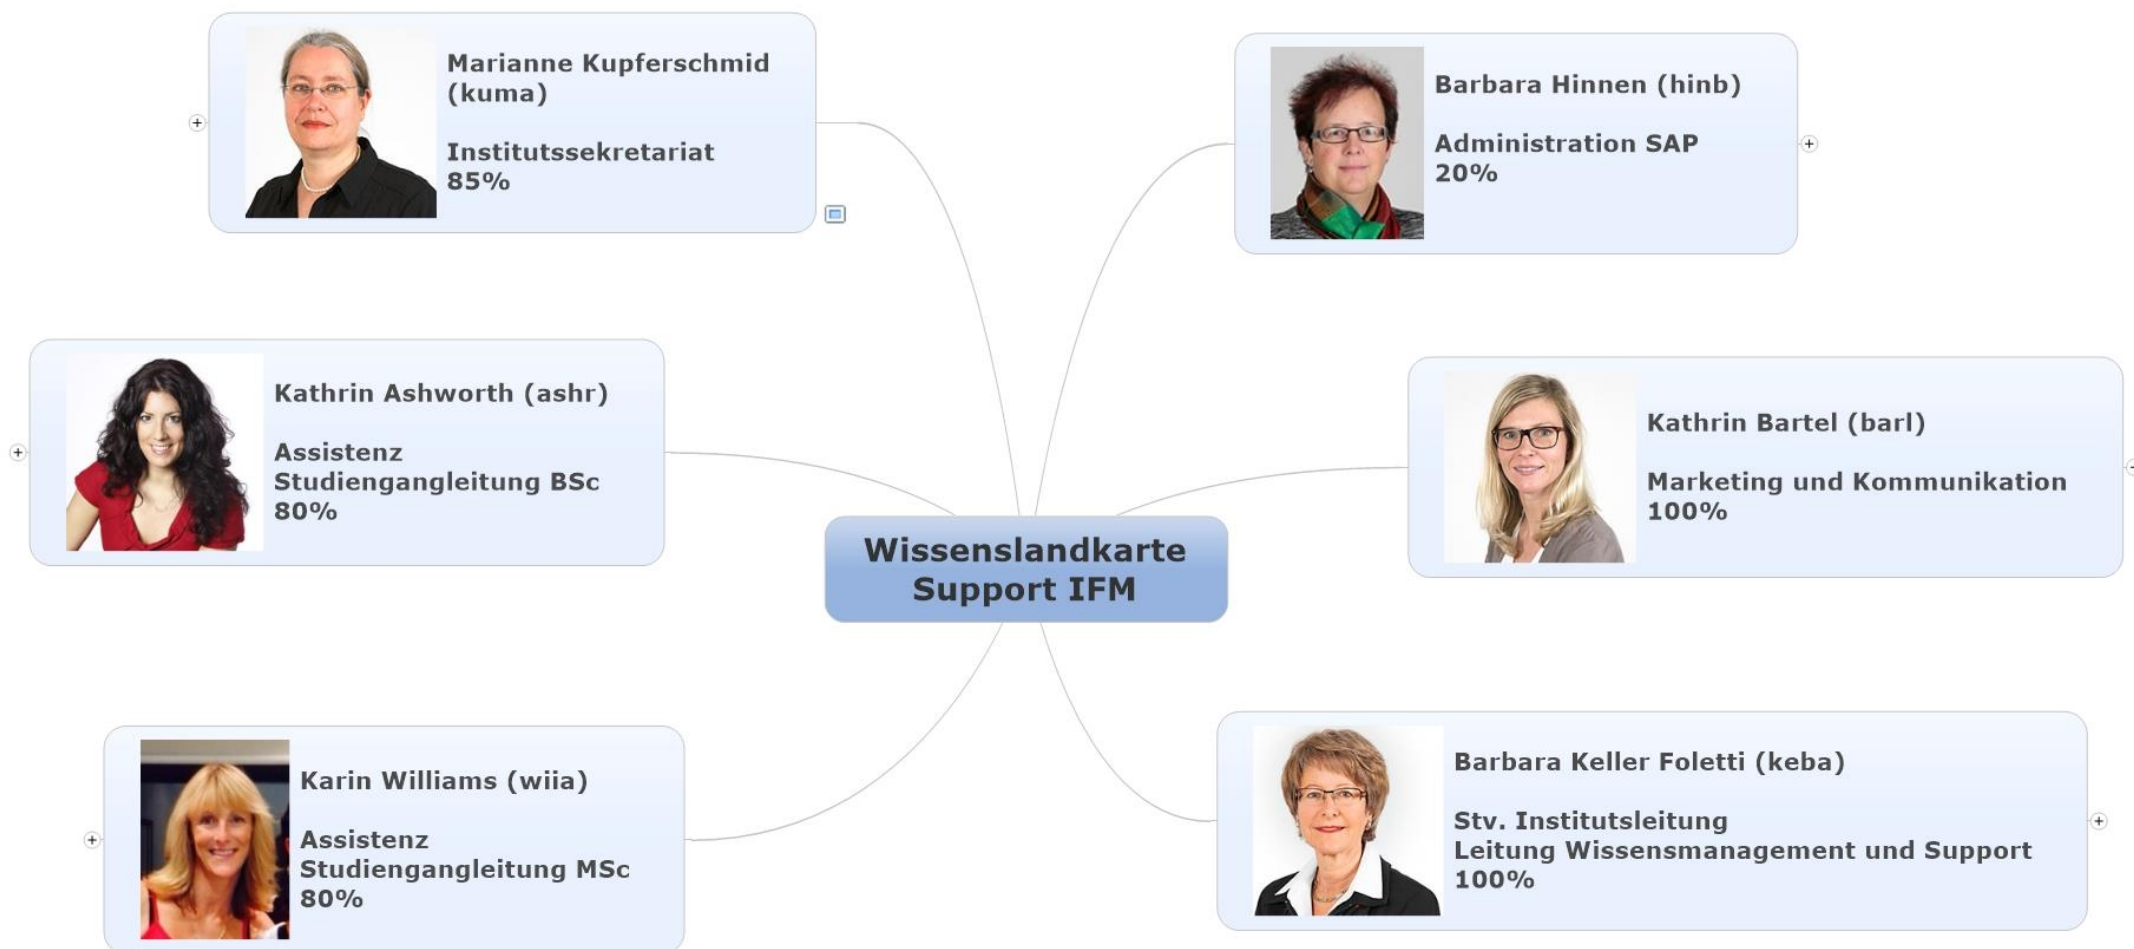 Marianne Kupferschmid
(kuma)
Institutssekretariat
85%
Barbara Hinnen (hinb)
Administration SAP
20%
Kathrin Ashworth (ashr)
Assistenz
Studiengangleitung BSc
80%
Kathrin Bartel (barl)
Marketing und Kommunikation
100%
Wissenslandkarte
Support IFM
Karin Williams (wiia)
Assistenz
Studiengangleitung MSc
80%
Barbara Keller Foletti (keba)
Stv. Institutsleitung
Leitung Wissensmanagement und Support
100%